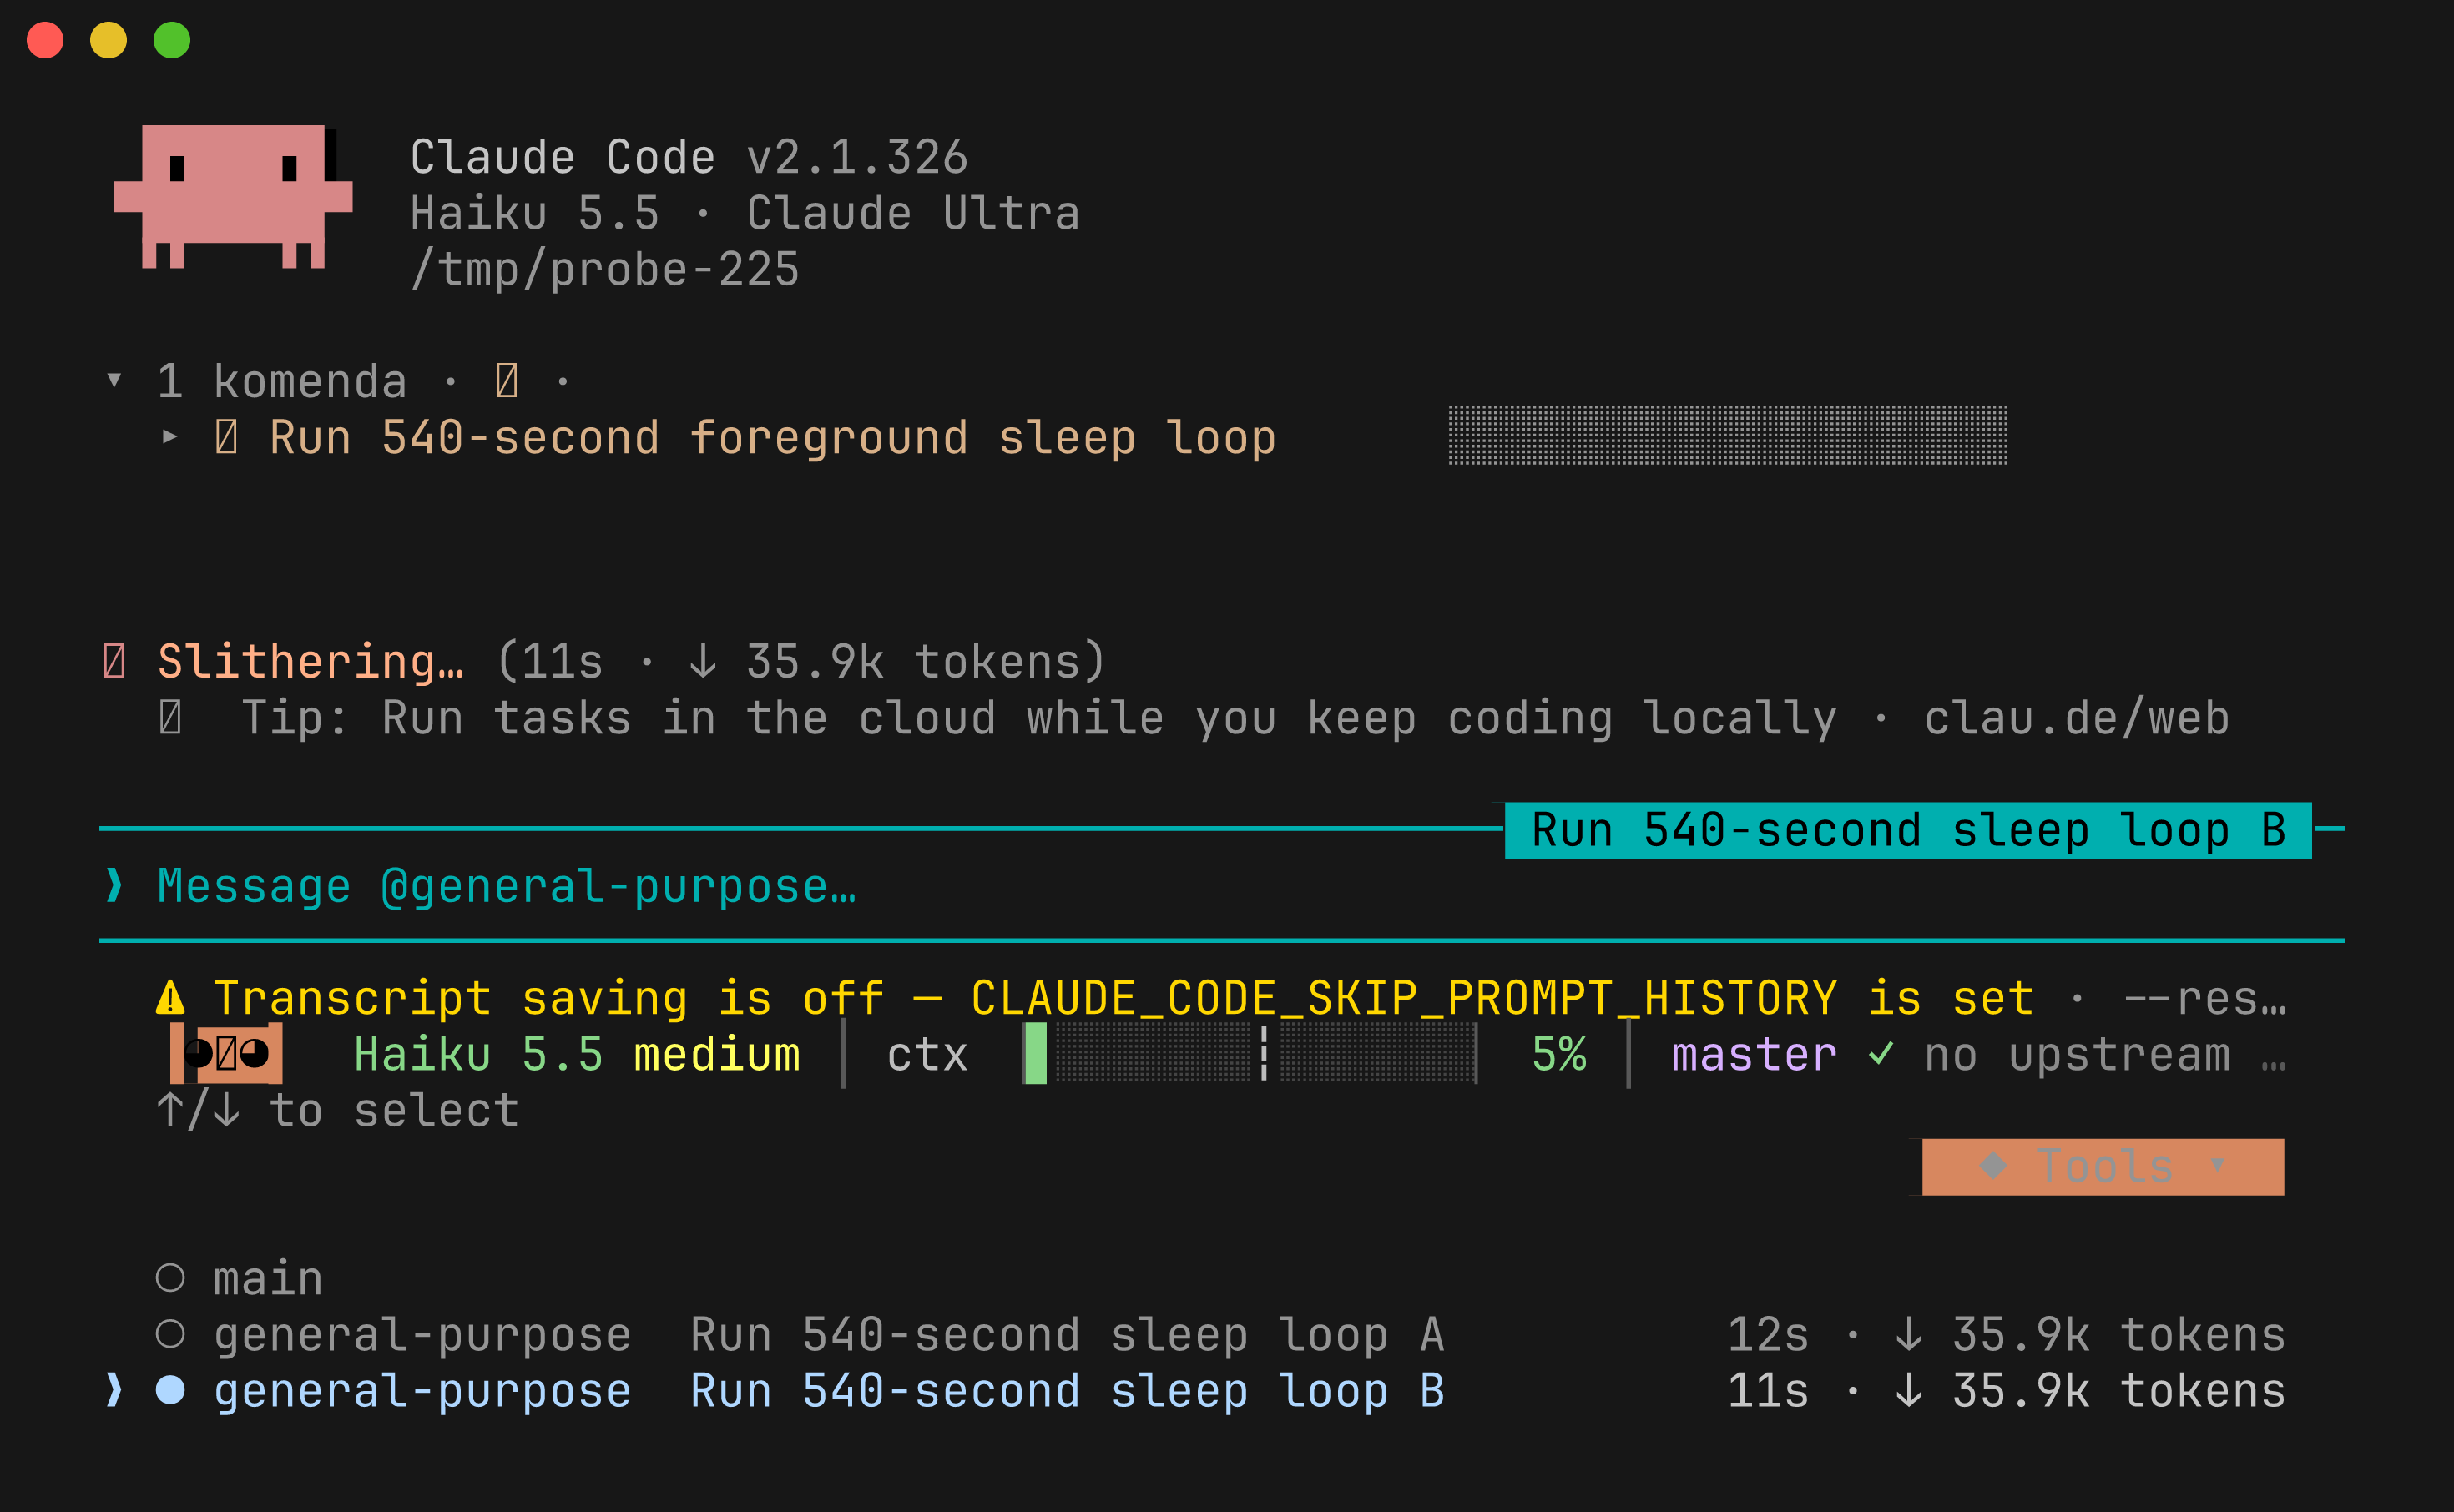 Claude Code v2.1.326
Haiku 5.5 · Claude Ultra
/tmp/probe-225
▼ 1 komenda · ·
▶ Run 540-second foreground sleep loop
Slithering… (11s · ↓ 35.9k tokens)
Tip: Run tasks in the cloud while you keep coding locally · clau.de/web
Run 540-second sleep loop B
❯ Message @general-purpose…
⚠ Transcript saving is off — CLAUDE_CODE_SKIP_PROMPT_HISTORY is set · --res…
Haiku 5.5 medium │ ctx 5% │ master ✓ no upstream …
↑/↓ to select
◆ Tools ▾
○ main
○ general-purpose Run 540-second sleep loop A 12s · ↓ 35.9k tokens
❯ ● general-purpose Run 540-second sleep loop B 11s · ↓ 35.9k tokens